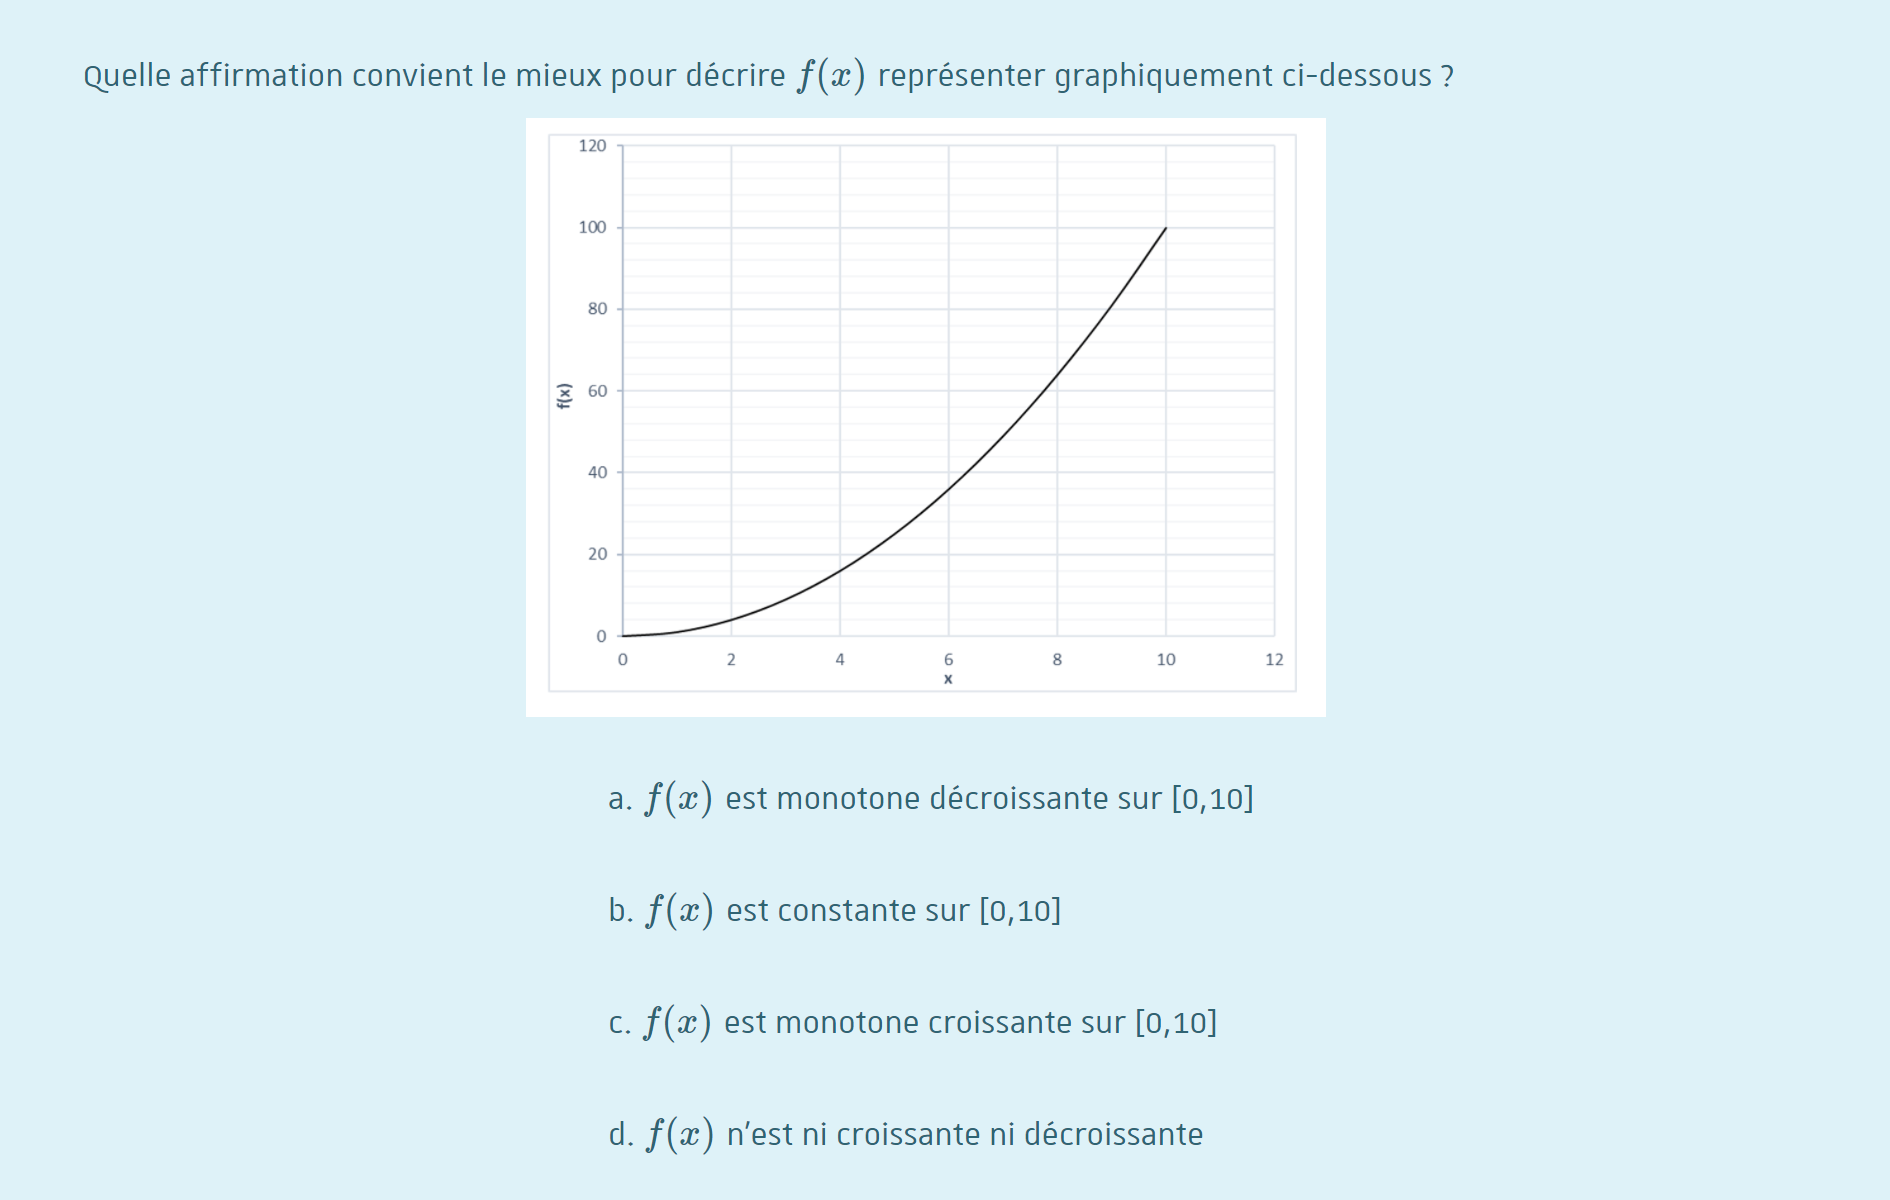 Quelle affirmation convient le mieux pour décrire f(x) représenter graphiquement ci-dessous ?
120
100
80
60
40
20
0
f(x)
0 2 4 6 8 10 12
x
a. f(x) est monotone décroissante sur [0,10]
b. f(x) est constante sur [0,10]
c. f(x) est monotone croissante sur [0,10]
d. f(x) n’est ni croissante ni décroissante